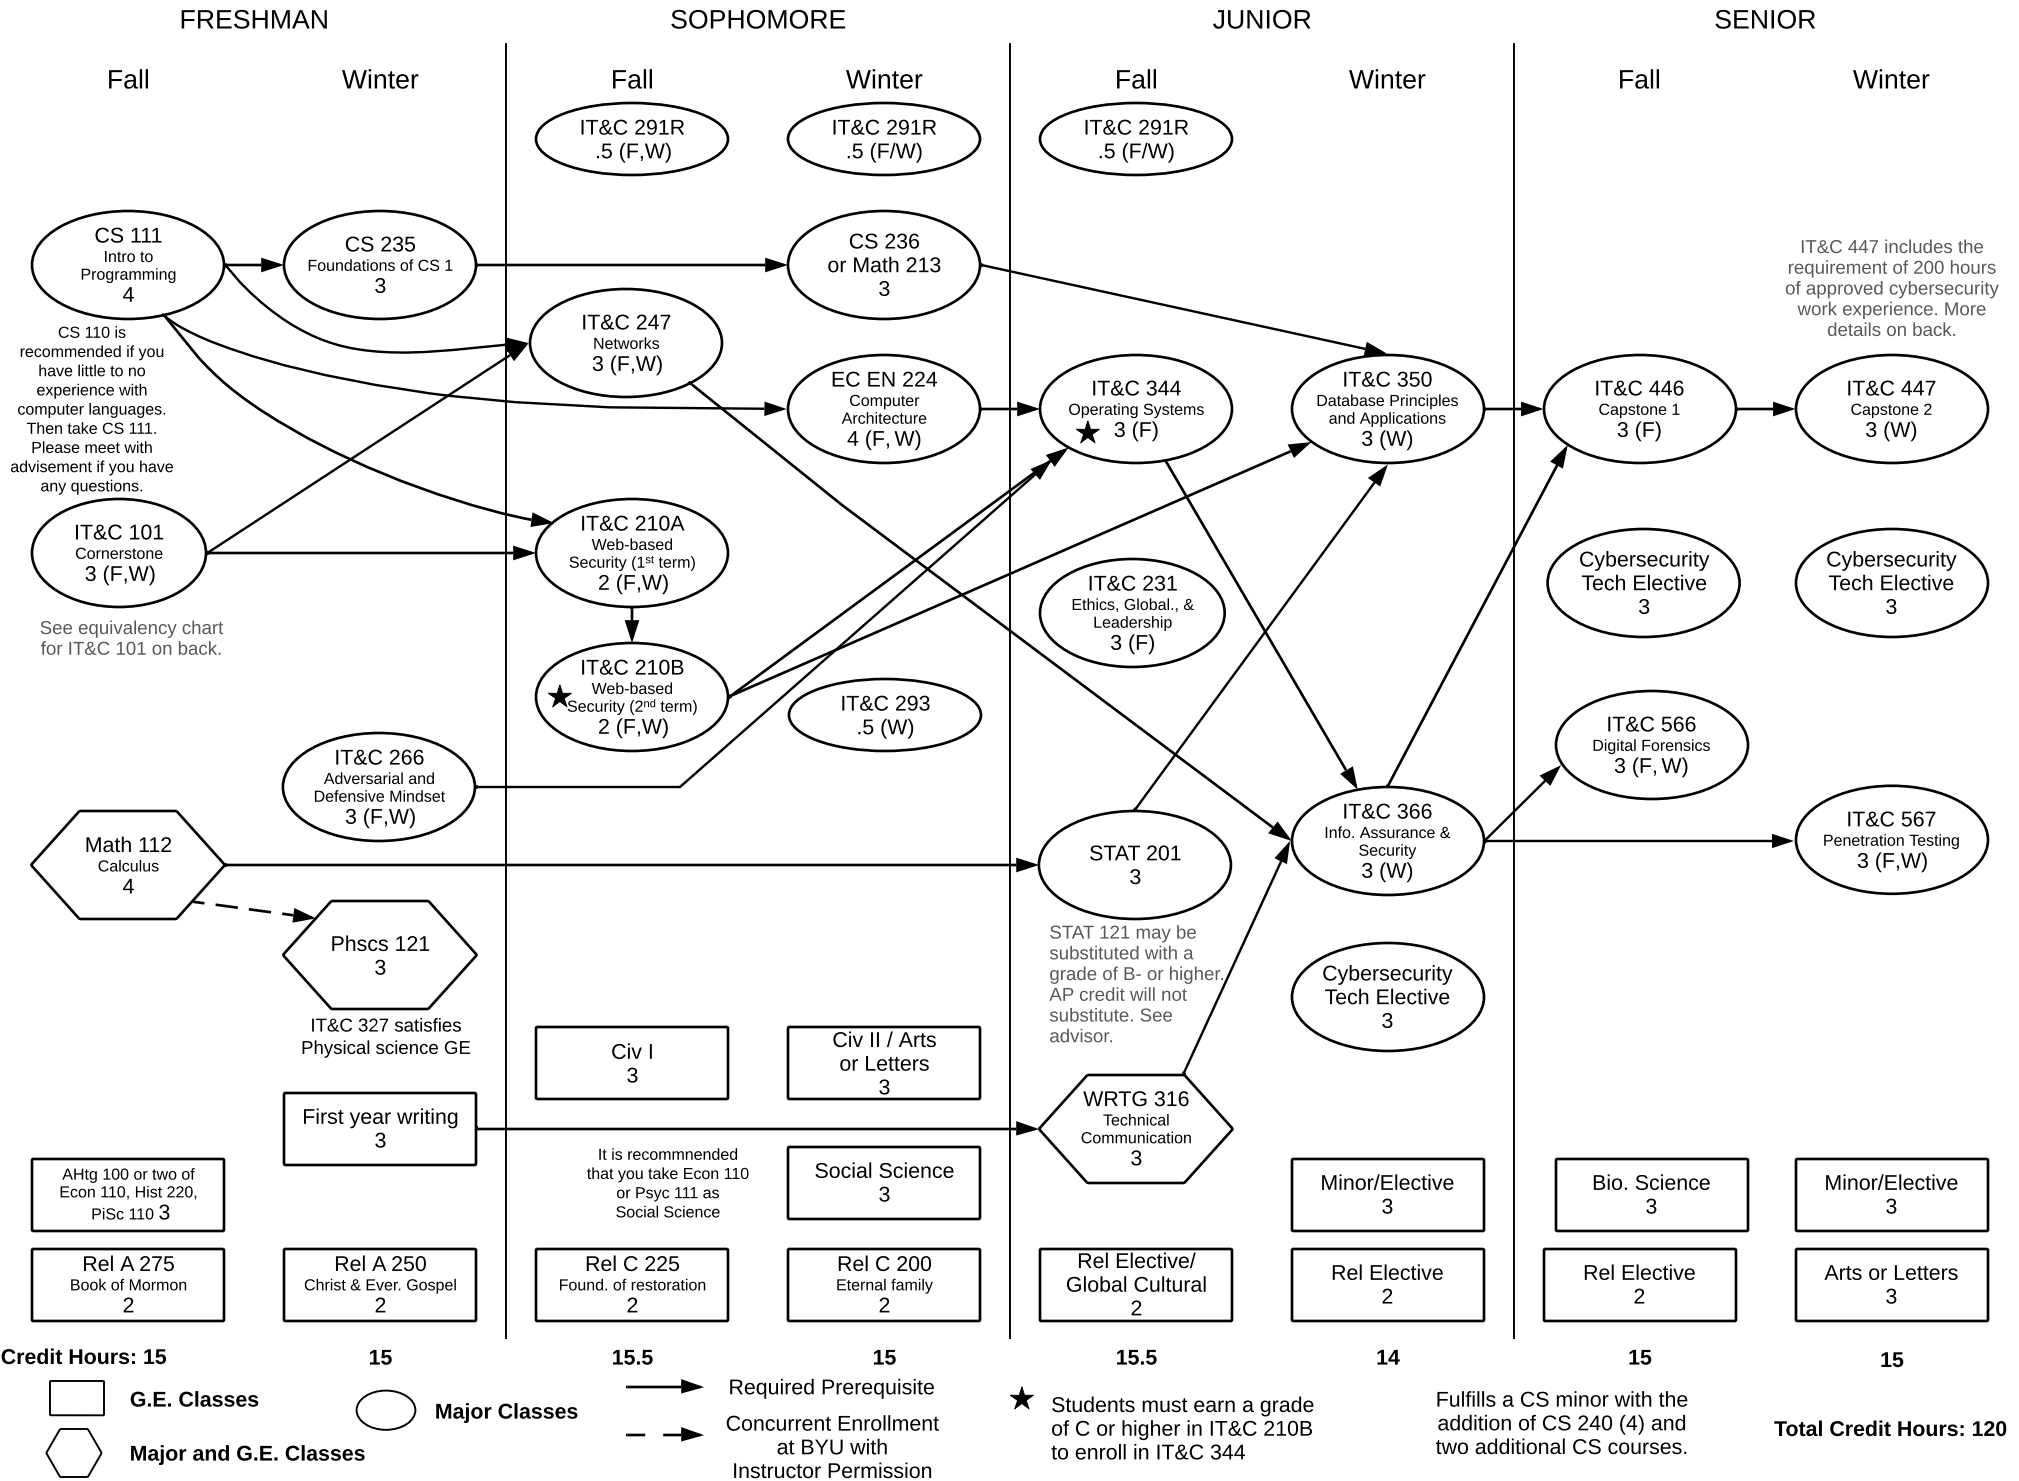 FRESHMAN
SOPHOMORE
JUNIOR
SENIOR
Fall
Winter
Fall
Winter
Fall
Winter
Fall
Winter
IT&C 291R
.5 (F,W)
IT&C 291R
.5 (F/W)
IT&C 291R
.5 (F/W)
CS 111
Intro to
Programming
4
CS 235
Foundations of CS 1
3
CS 236
or Math 213
3
IT&C 447 includes the
requirement of 200 hours
of approved cybersecurity
work experience. More
details on back.
CS 110 is
recommended if you
have little to no
experience with
computer languages.
Then take CS 111.
Please meet with
advisement if you have
any questions.
IT&C 247
Networks
3 (F,W)
EC EN 224
Computer
Architecture
4 (F, W)
IT&C 344
Operating Systems
3 (F)
IT&C 350
Database Principles
and Applications
3 (W)
IT&C 446
Capstone 1
3 (F)
IT&C 447
Capstone 2
3 (W)
IT&C 101
Cornerstone
3 (F,W)
See equivalency chart
for IT&C 101 on back.
IT&C 210A
Web-based
Security (1st term)
2 (F,W)
IT&C 231
Ethics, Global., &
Leadership
3 (F)
Cybersecurity
Tech Elective
3
Cybersecurity
Tech Elective
3
IT&C 210B
Web-based
Security (2nd term)
2 (F,W)
IT&C 293
.5 (W)
IT&C 566
Digital Forensics
3 (F, W)
IT&C 266
Adversarial and
Defensive Mindset
3 (F,W)
Math 112
Calculus
4
STAT 201
3
IT&C 366
Info. Assurance &
Security
3 (W)
IT&C 567
Penetration Testing
3 (F,W)
Phscs 121
3
IT&C 327 satisfies
Physical science GE
STAT 121 may be
substituted with a
grade of B- or higher.
AP credit will not
substitute. See
advisor.
Cybersecurity
Tech Elective
3
Civ I
3
Civ II / Arts
or Letters
3
First year writing
3
WRTG 316
Technical
Communication
3
AHtg 100 or two of
Econ 110, Hist 220,
PiSc 110 3
It is recommnended
that you take Econ 110
or Psyc 111 as
Social Science
Social Science
3
Minor/Elective
3
Bio. Science
3
Minor/Elective
3
Rel A 275
Book of Mormon
2
Rel A 250
Christ & Ever. Gospel
2
Rel C 225
Found. of restoration
2
Rel C 200
Eternal family
2
Rel Elective/
Global Cultural
2
Rel Elective
2
Rel Elective
2
Arts or Letters
3
Credit Hours: 15
15
15.5
15
15.5
14
15
15
G.E. Classes
Major and G.E. Classes
Major Classes
Required Prerequisite
Concurrent Enrollment
at BYU with
Instructor Permission
Students must earn a grade
of C or higher in IT&C 210B
to enroll in IT&C 344
Fulfills a CS minor with the
addition of CS 240 (4) and
two additional CS courses.
Total Credit Hours: 120